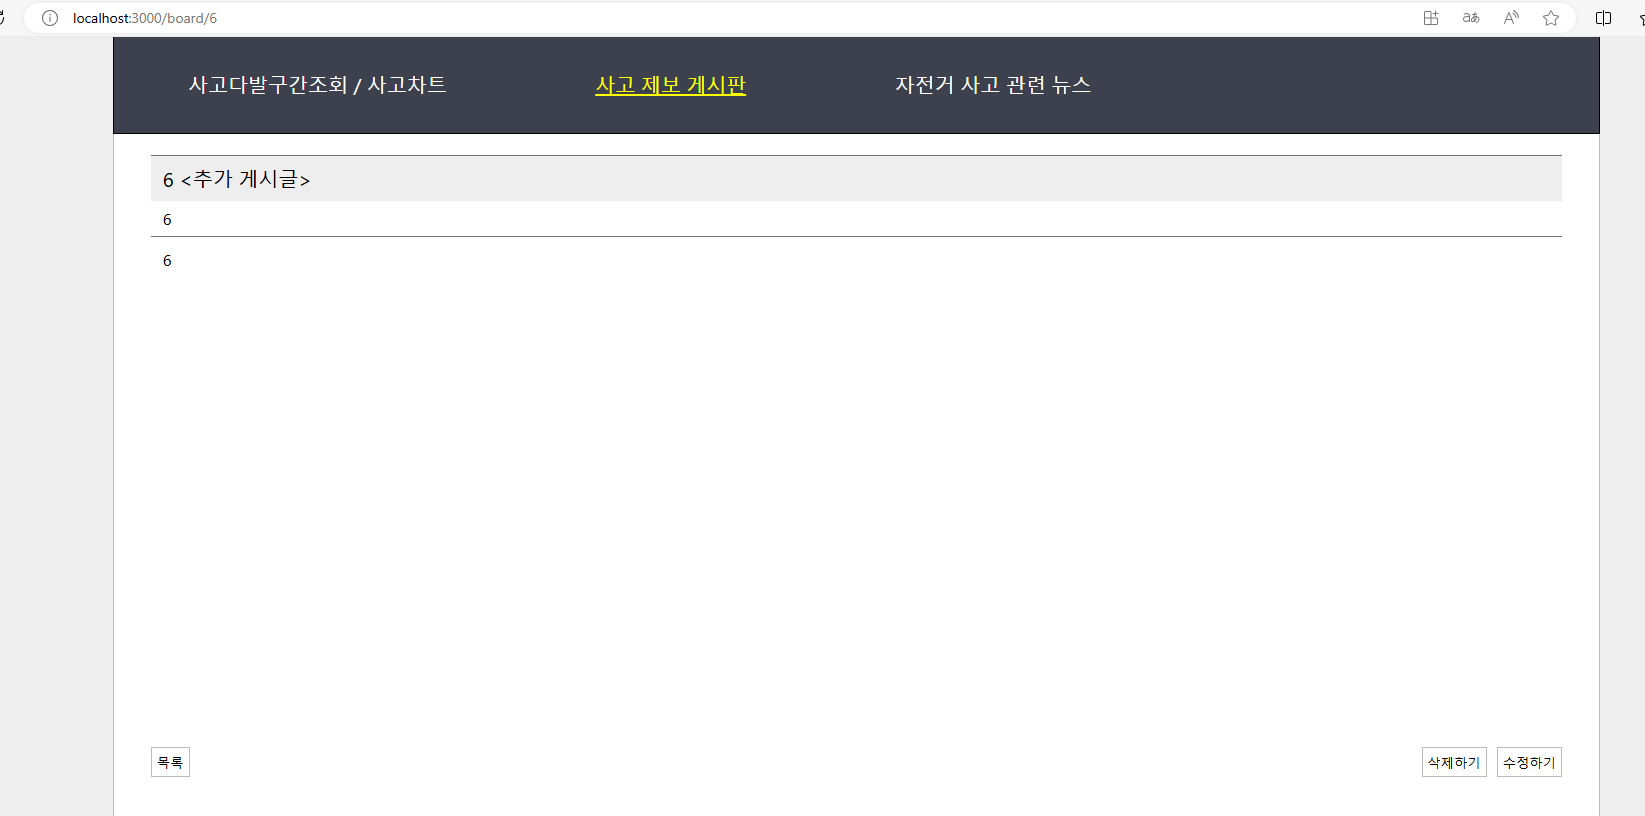 localhost:3000/board/6
사고다발구간조회 / 사고차트 사고 제보 게시판 자전거 사고 관련 뉴스
6 <추가 게시글>
6
6
목록 삭제하기 수정하기